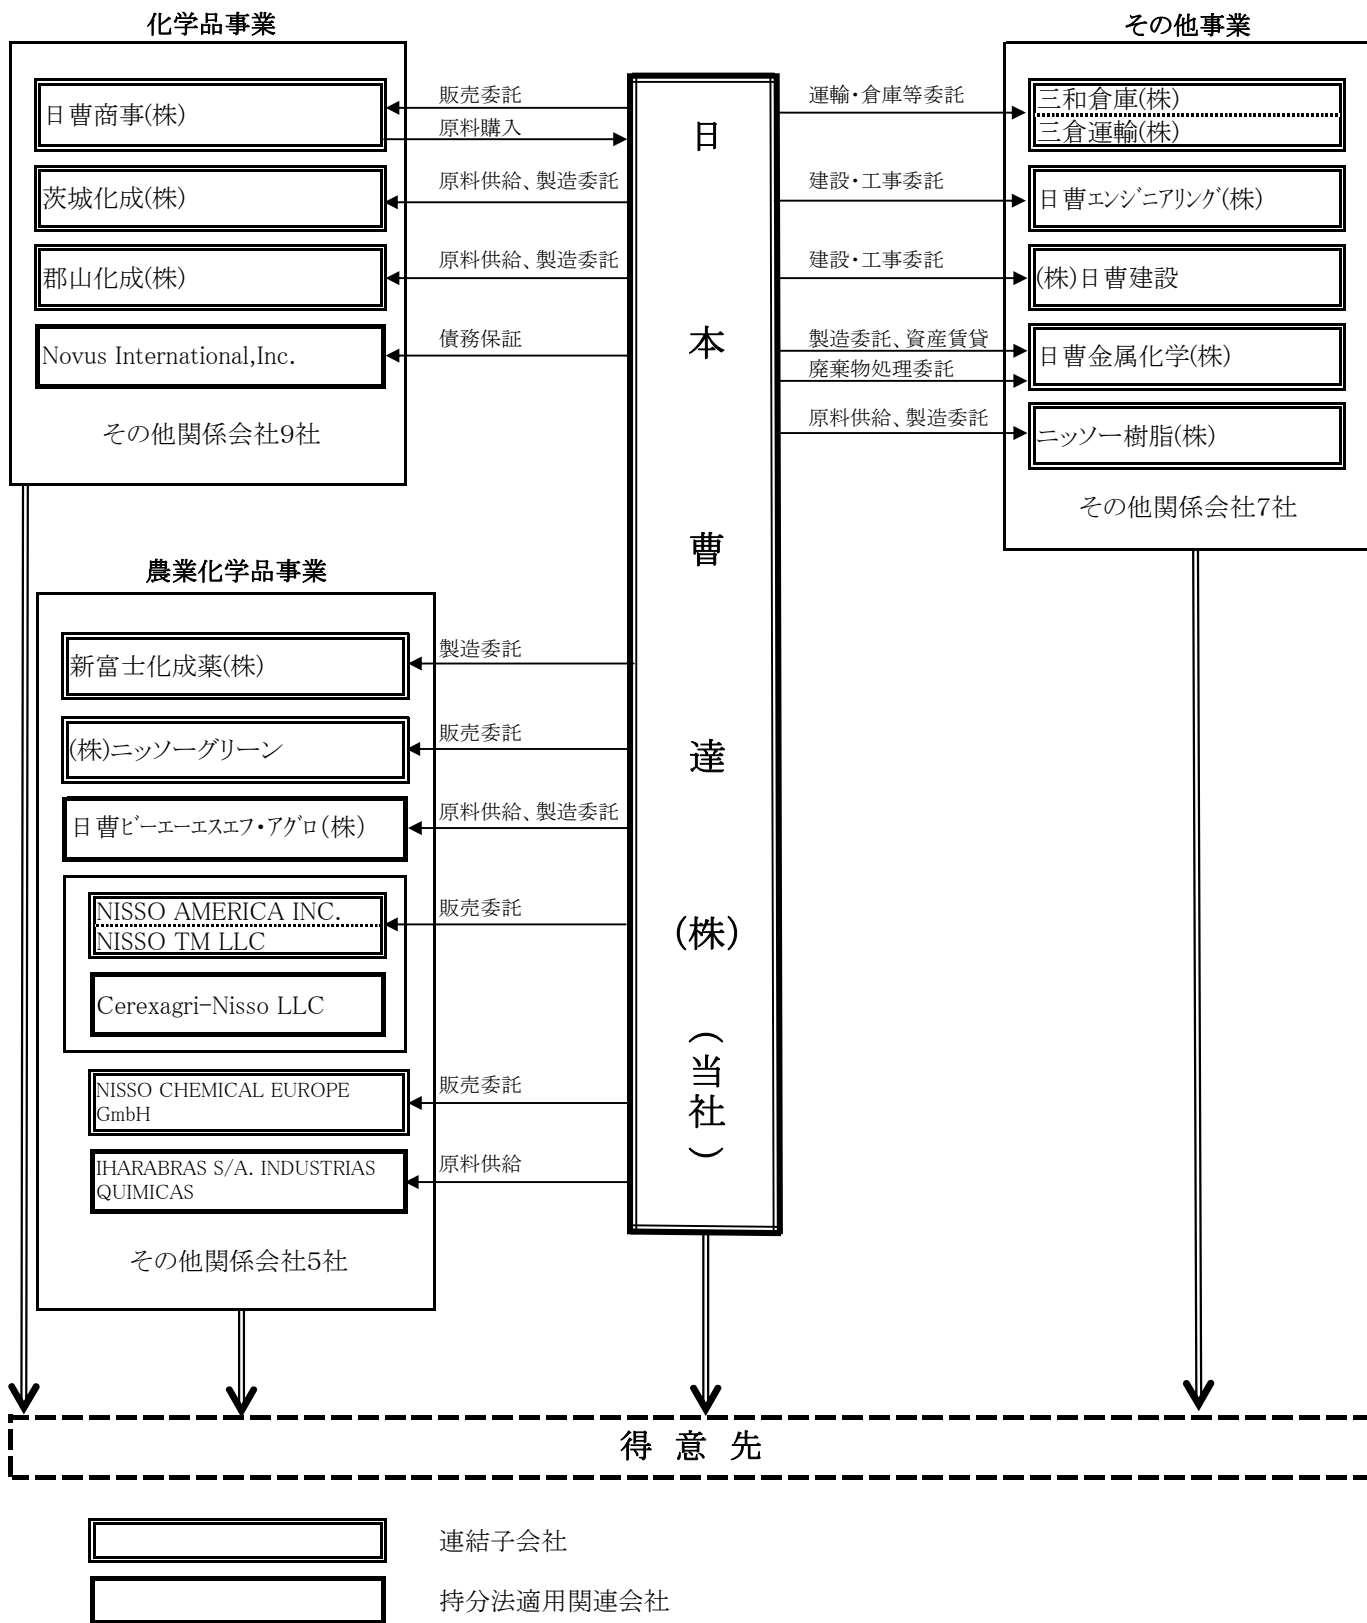 化学品事業
日曹商事(株)
茨城化成(株)
郡山化成(株)
Novus International,Inc.
その他関係会社9社
販売委託
原料購入
原料供給、製造委託
原料供給、製造委託
債務保証
農業化学品事業
新富士化成薬(株)
(株)ニッソーグリーン
日曹ビーエーエスエフ・アグロ(株)
NISSO AMERICA INC.
NISSO TM LLC
Cerexagri-Nisso LLC
NISSO CHEMICAL EUROPE
GmbH
IHARABRAS S/A. INDUSTRIAS
QUIMICAS
その他関係会社5社
製造委託
販売委託
原料供給、製造委託
販売委託
販売委託
原料供給
日本曹達(株)(当社)
その他事業
運輸・倉庫等委託
建設・工事委託
建設・工事委託
製造委託、資産賃貸
廃棄物処理委託
原料供給、製造委託
三和倉庫(株)
三倉運輸(株)
日曹エンジニアリング(株)
(株)日曹建設
日曹金属化学(株)
ニッソー樹脂(株)
その他関係会社7社
得意先
連結子会社
持分法適用関連会社